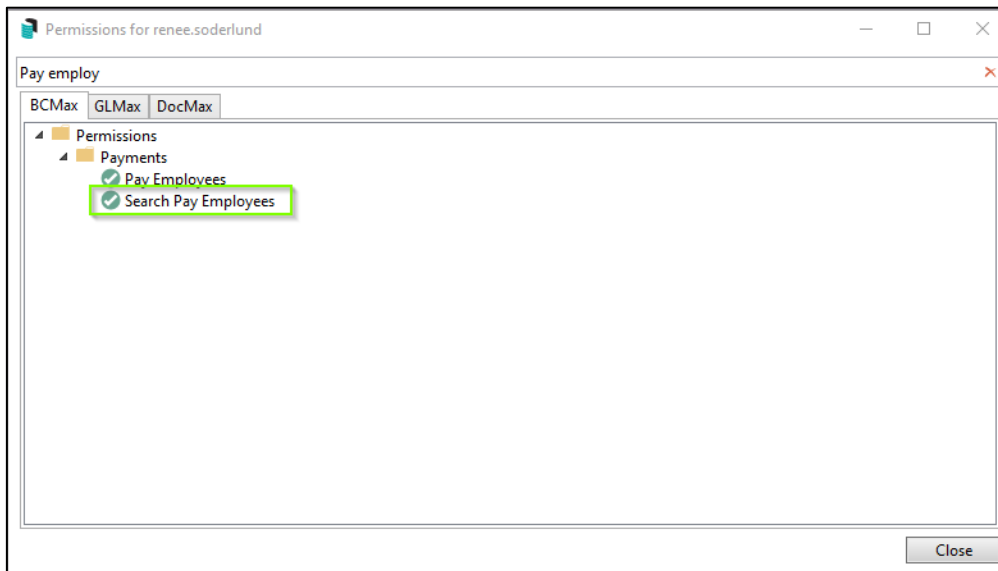 Permissions for renee.soderlund
Pay employ
BCMax GLMax DocMax
Permissions
Payments
Pay Employees
Search Pay Employees
Close